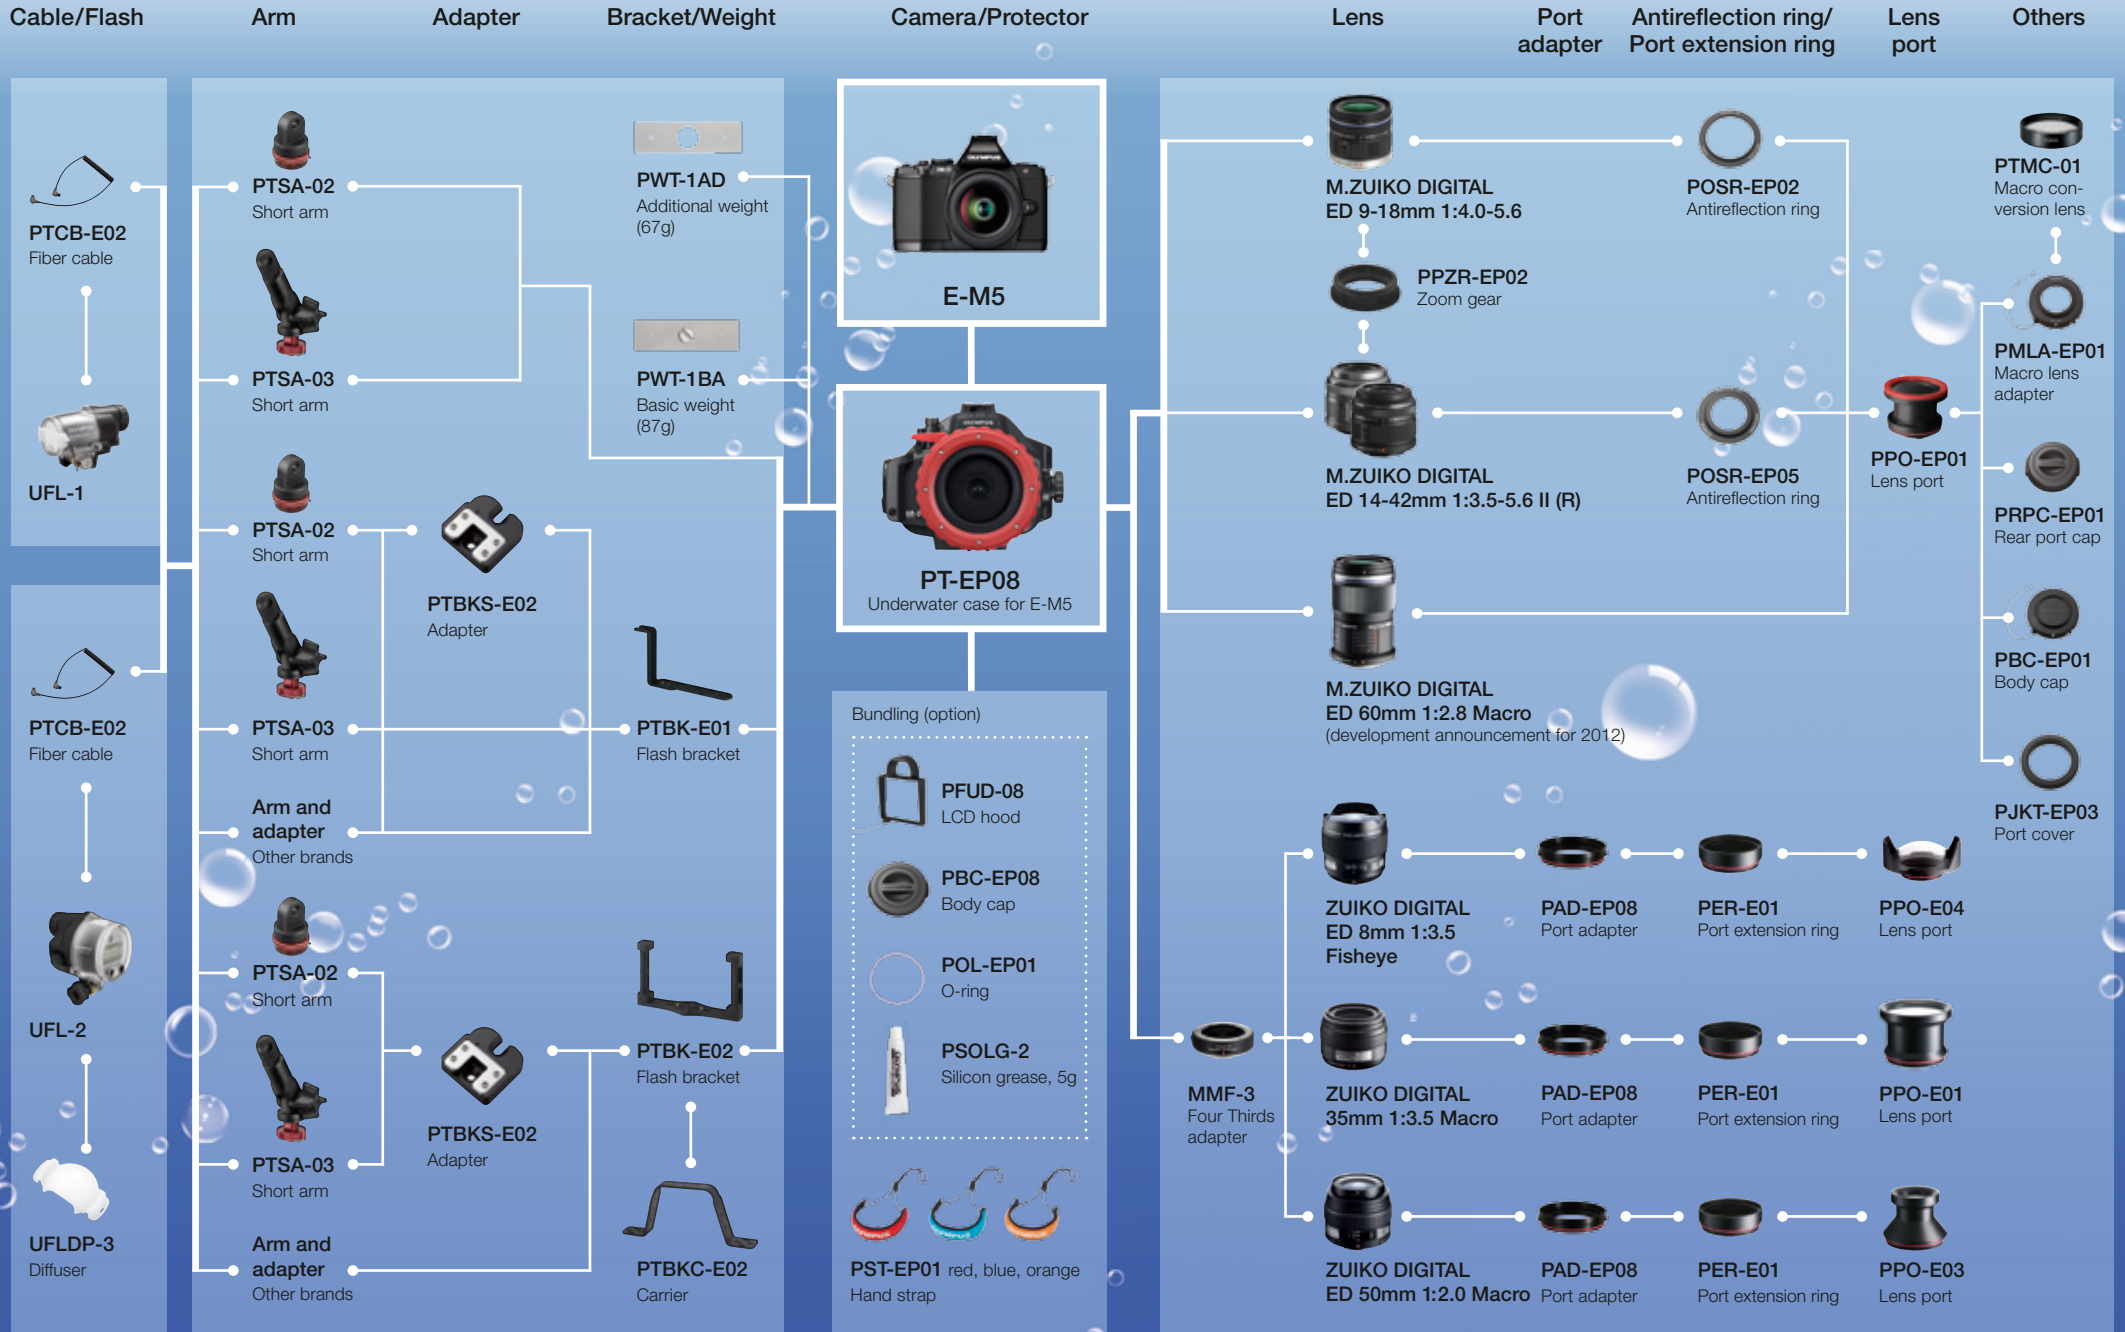 Cable/Flash
Arm
Adapter
Bracket/Weight
Camera/Protector
Lens
Port
adapter
Antireflection ring/
Port extension ring
Lens
port
Others
PTCB-E02
Fiber cable
UFL-1
PTCB-E02
Fiber cable
UFL-2
UFLDP-3
Diffuser
PTSA-02
Short arm
PTSA-03
Short arm
PTSA-02
Short arm
PTSA-03
Short arm
Arm and
adapter
Other brands
PTSA-02
Short arm
PTSA-03
Short arm
Arm and
adapter
Other brands
PTBKS-E02
Adapter
PTBKS-E02
Adapter
PWT-1AD
Additional weight
(67g)
PWT-1BA
Basic weight
(87g)
PTBK-E01
Flash bracket
PTBK-E02
Flash bracket
PTBKC-E02
Carrier
OLYMPUS
E-M5
OLYMPUS
PT-EP08
Underwater case for E-M5
Bundling (option)
PFUD-08
LCD hood
PBC-EP08
Body cap
POL-EP01
O-ring
PSOLG-2
Silicon grease, 5g
PST-EP01 red, blue, orange
Hand strap
M.ZUIKO DIGITAL
ED 9-18mm 1:4.0-5.6
PPZR-EP02
Zoom gear
M.ZUIKO DIGITAL
ED 14-42mm 1:3.5-5.6 II (R)
M.ZUIKO DIGITAL
ED 60mm 1:2.8 Macro
(development announcement for 2012)
MMF-3
Four Thirds
adapter
ZUIKO DIGITAL
ED 8mm 1:3.5
Fisheye
ZUIKO DIGITAL
35mm 1:3.5 Macro
ZUIKO DIGITAL
ED 50mm 1:2.0 Macro
PAD-EP08
Port adapter
PAD-EP08
Port adapter
PAD-EP08
Port adapter
POSR-EP02
Antireflection ring
POSR-EP05
Antireflection ring
PER-E01
Port extension ring
PER-E01
Port extension ring
PER-E01
Port extension ring
PPO-EP01
Lens port
PPO-E04
Lens port
PPO-E01
Lens port
PPO-E03
Lens port
PTMC-01
Macro con-
version lens
PMLA-EP01
Macro lens
adapter
PRPC-EP01
Rear port cap
PBC-EP01
Body cap
PJKT-EP03
Port cover